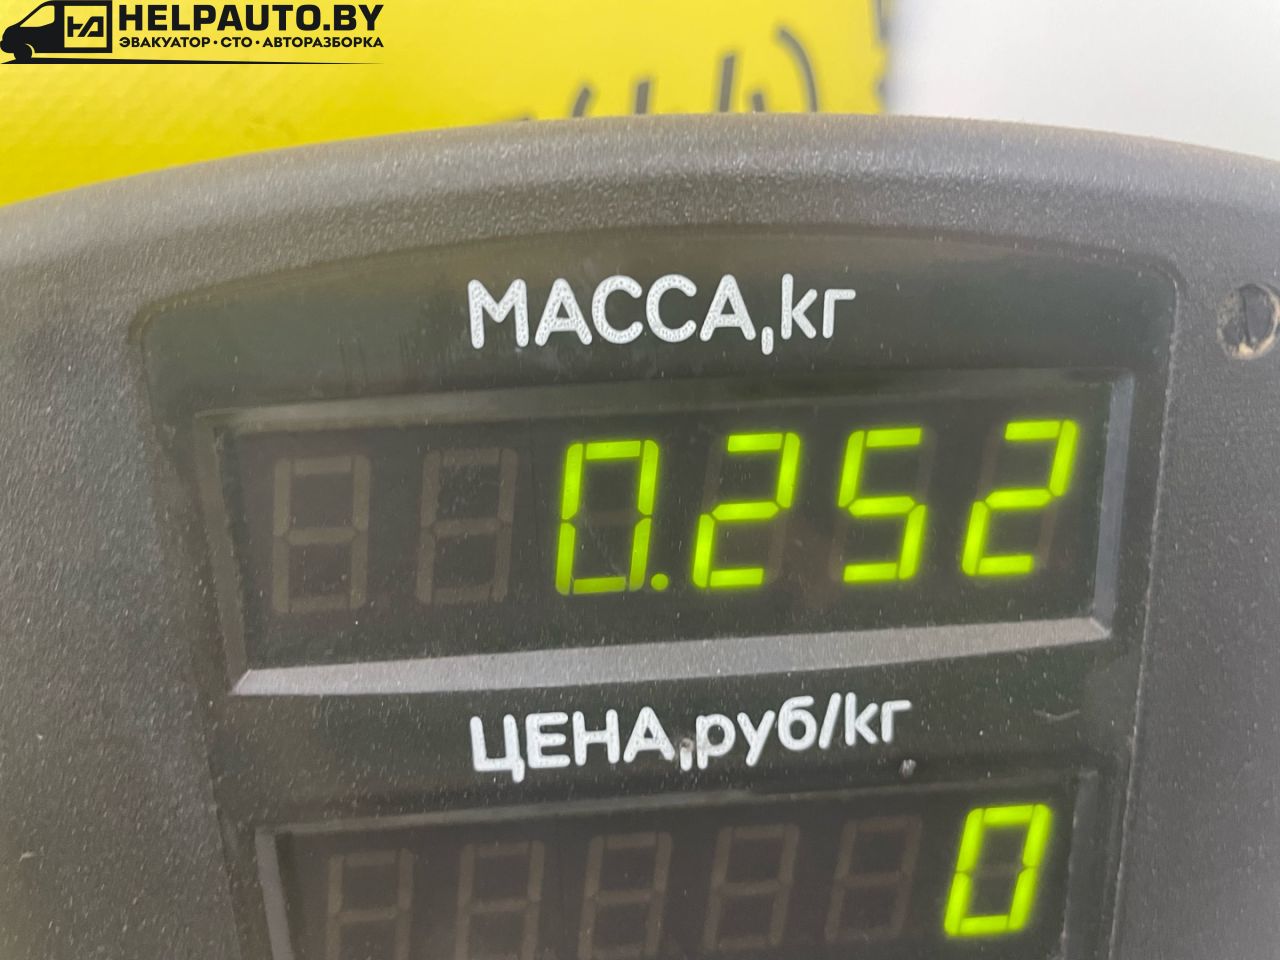 HELPAUTO.BY
ЭВАКУАТОР · СТО · АВТОРАЗБОРКА
МАССА,кг
0.252
ЦЕНА,руб/кг
0